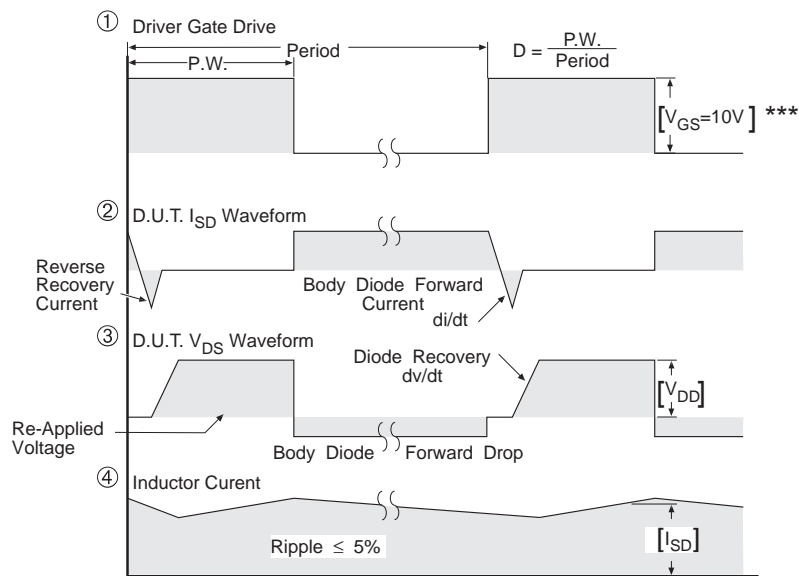 ① Driver Gate Drive
Period
P.W.
D = P.W. / Period
[VGS=10V] ***
② D.U.T. ISD Waveform
Reverse
Recovery
Current
Body Diode Forward
Current
di/dt
③ D.U.T. VDS Waveform
Diode Recovery
dv/dt
[VDD]
Re-Applied
Voltage
Body Diode Forward Drop
④ Inductor Curent
Ripple ≤ 5%
[ISD]